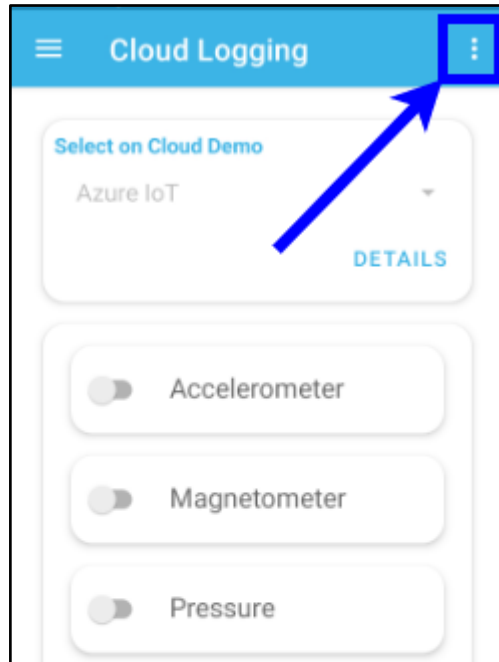 Cloud Logging
Select on Cloud Demo
Azure IoT
DETAILS
Accelerometer
Magnetometer
Pressure